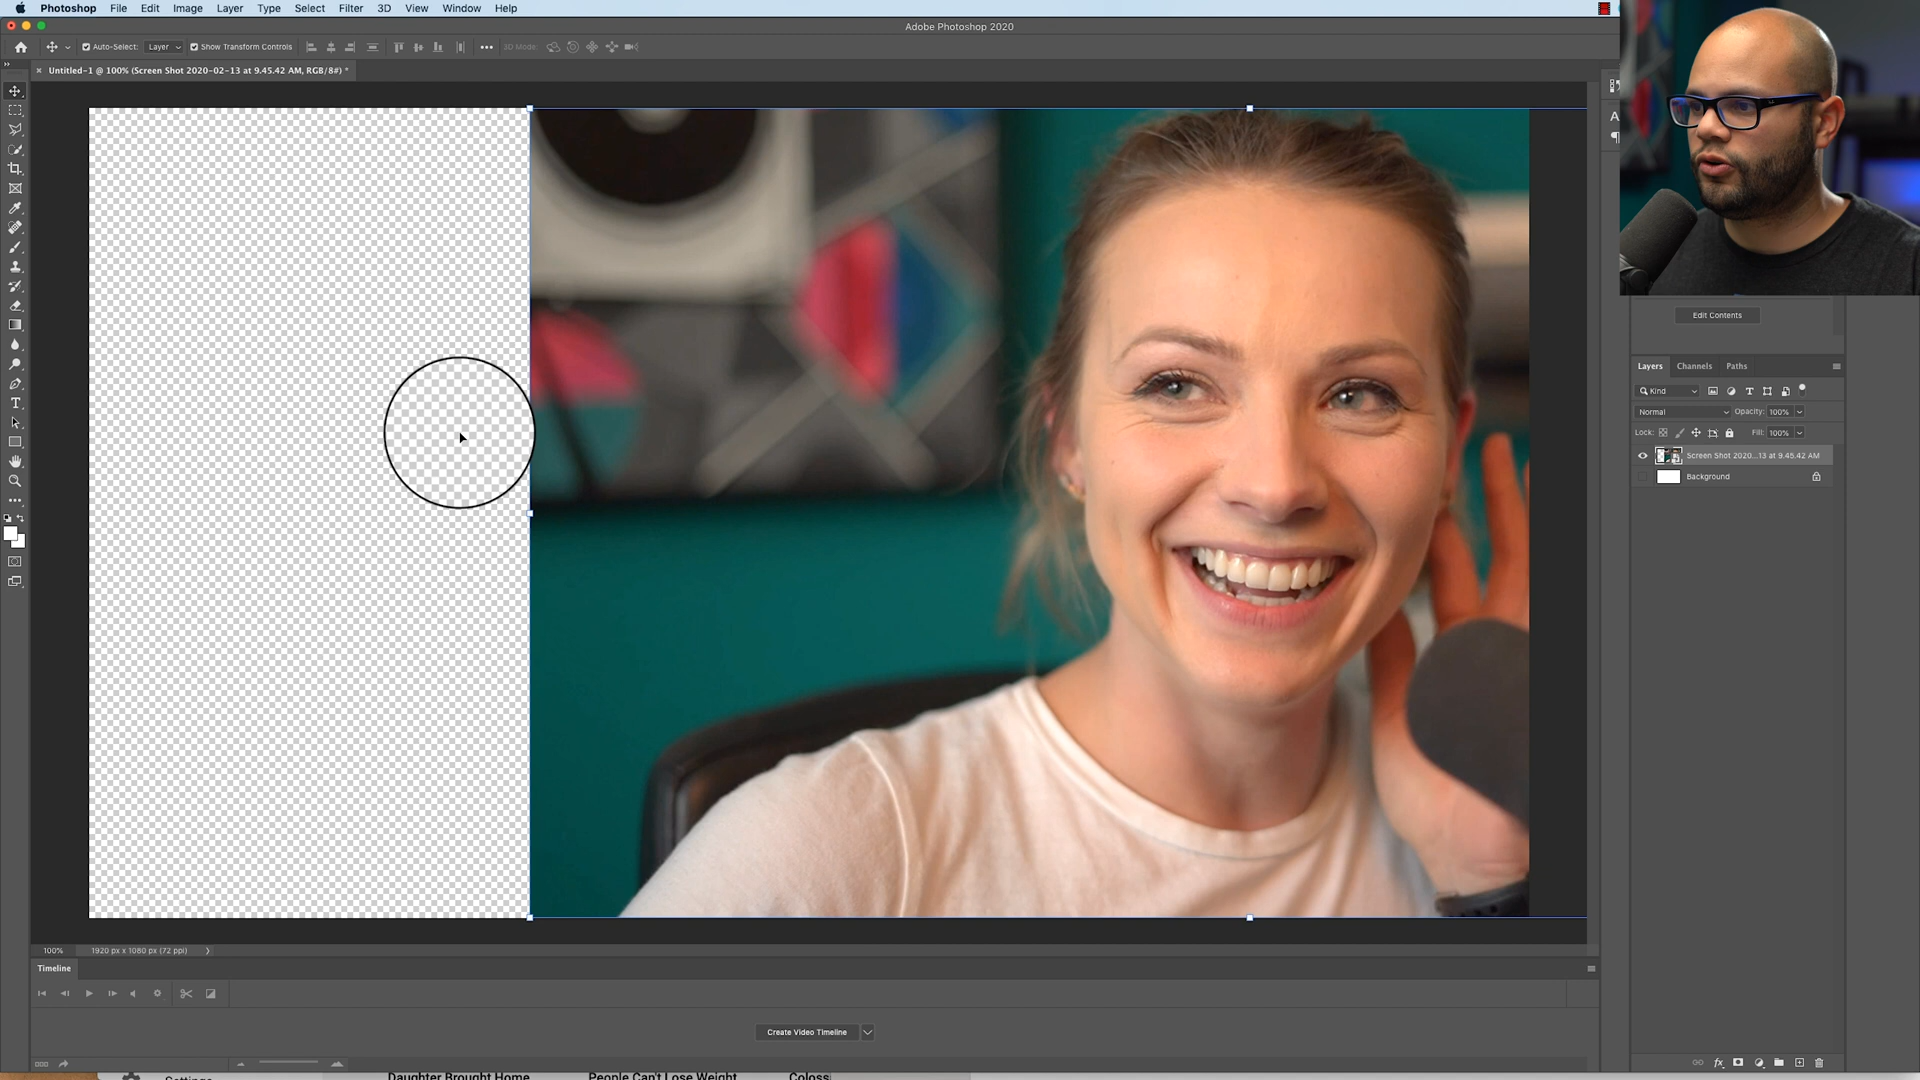 Photoshop File Edit Image Layer Type Select Filter 3D View Window Help
Adobe Photoshop 2020
Auto-Select: Layer Show Transform Controls 3D Mode:
Untitled-1 @ 100% (Screen Shot 2020-02-13 at 9.45.42 AM, RGB/8#) *
Edit Contents
Layers Channels Paths
Kind
Normal Opacity: 100%
Lock: Fill: 100%
Screen Shot 2020...13 at 9.45.42 AM
Background
100% 1920 px x 1080 px (72 ppi)
Timeline
Create Video Timeline
Settings Daughter Brought Home People Can't Lose Weight Coloss